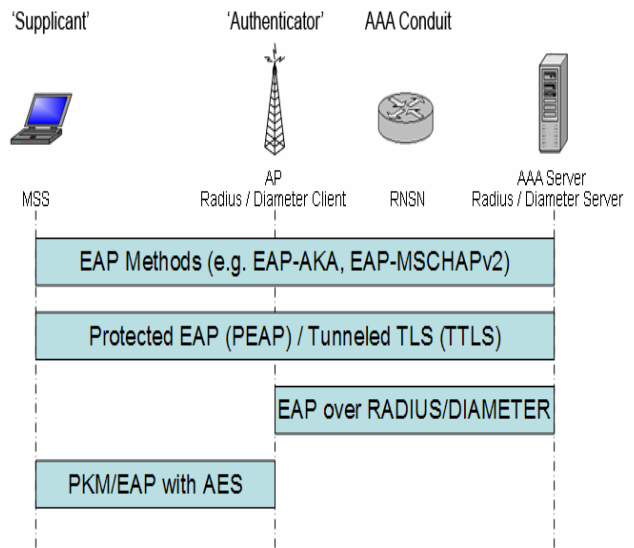 'Supplicant'
'Authenticator'
AAA Conduit
MSS
AP
Radius / Diameter Client
RNSN
AAA Server
Radius / Diameter Server
EAP Methods (e.g. EAP-AKA, EAP-MSCHAPv2)
Protected EAP (PEAP) / Tunneled TLS (TTLS)
EAP over RADIUS/DIAMETER
PKM/EAP with AES